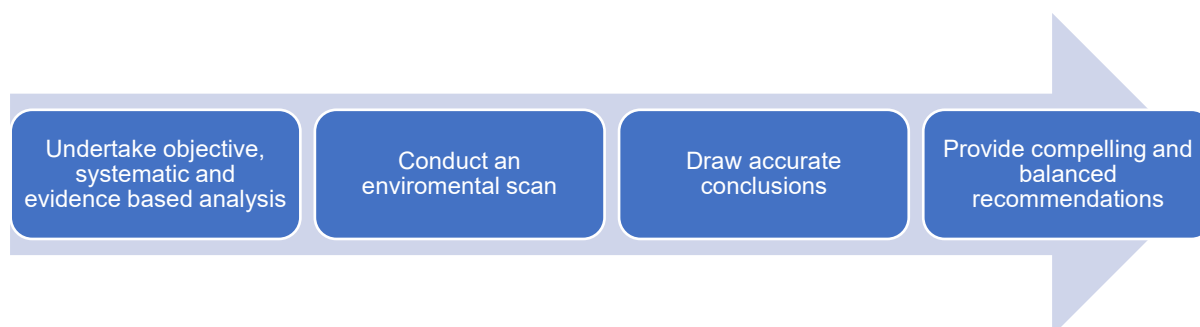 Undertake objective,
systematic and
evidence based analysis
Conduct an
enviromental scan
Draw accurate
conclusions
Provide compelling and
balanced
recommendations